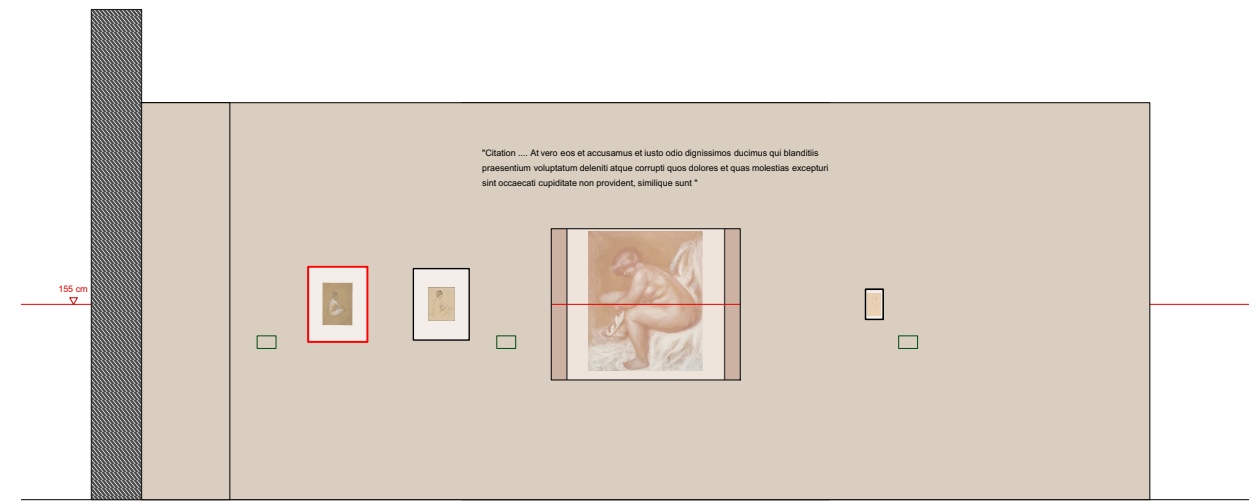 "Citation .... At vero eos et accusamus et iusto odio dignissimos ducimus qui blanditiis
praesentium voluptatum deleniti atque corrupti quos dolores et quas molestias excepturi
sint occaecati cupiditate non provident, similique sunt "
155 cm